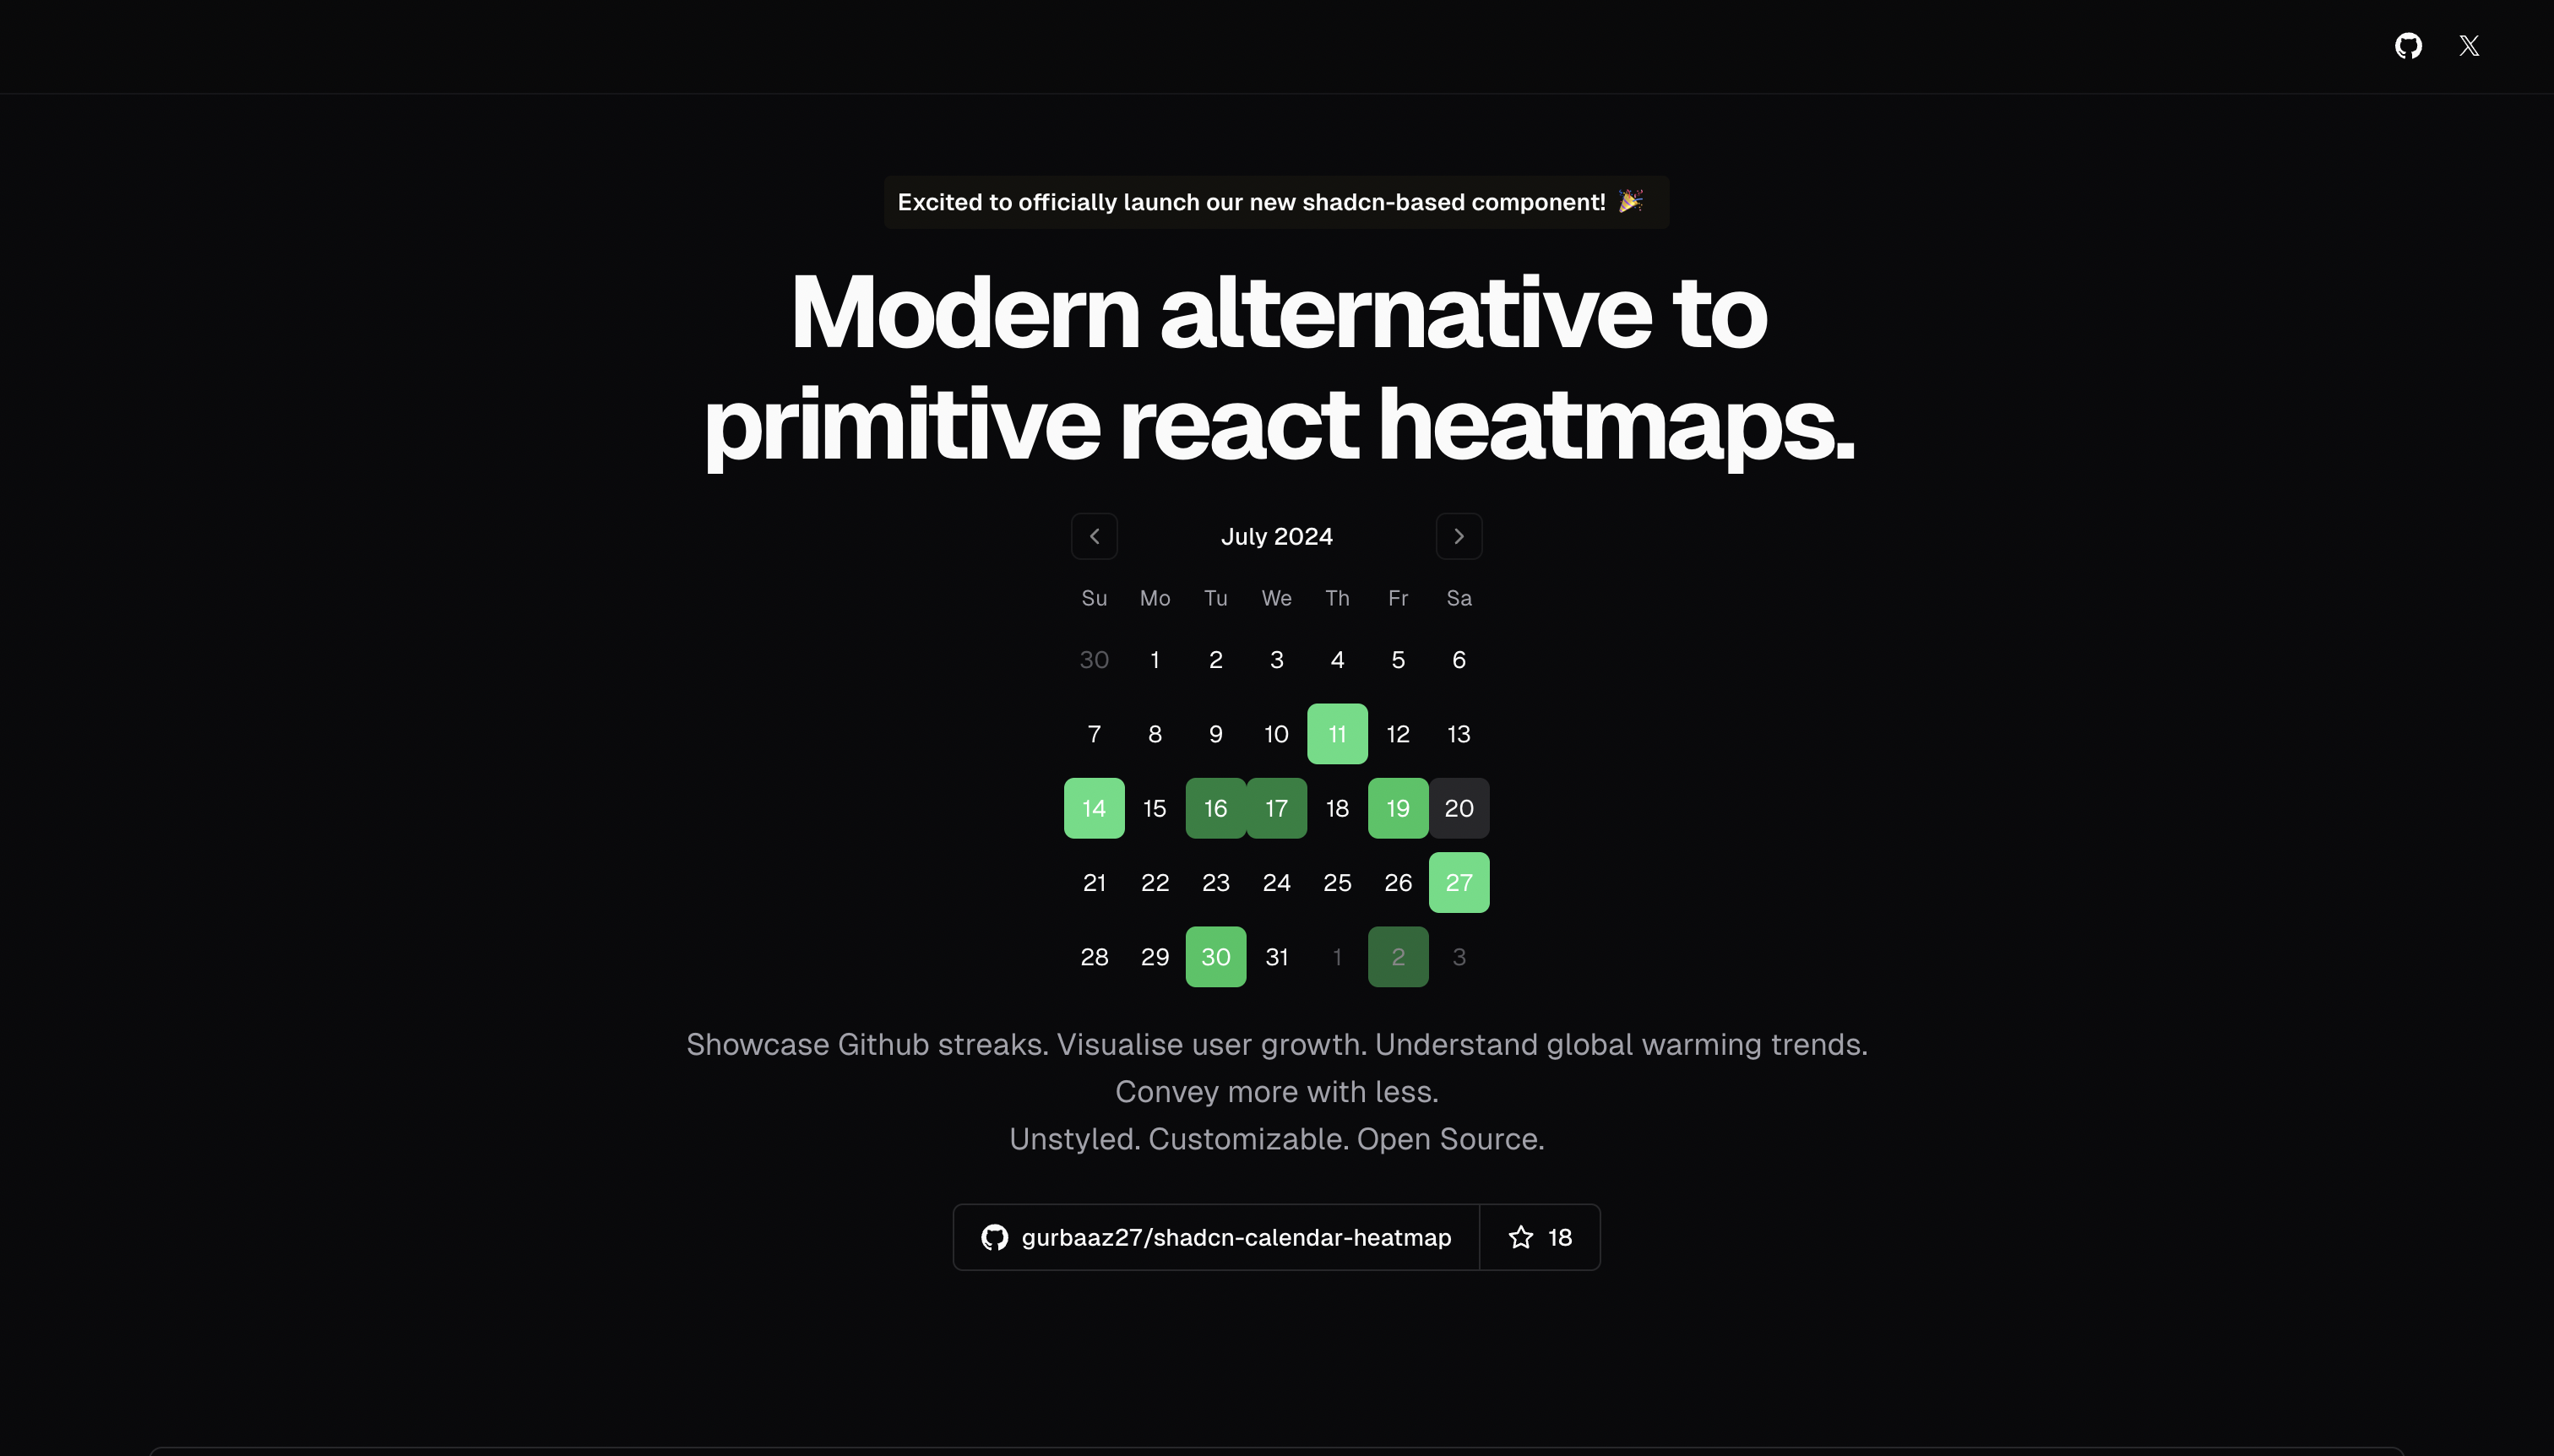 Excited to officially launch our new shadcn-based component! 🎉
Modern alternative to
primitive react heatmaps.
July 2024
Su Mo Tu We Th Fr Sa
30 1 2 3 4 5 6
7 8 9 10 11 12 13
14 15 16 17 18 19 20
21 22 23 24 25 26 27
28 29 30 31 1 2 3
Showcase Github streaks. Visualise user growth. Understand global warming trends.
Convey more with less.
Unstyled. Customizable. Open Source.
gurbaaz27/shadcn-calendar-heatmap 18